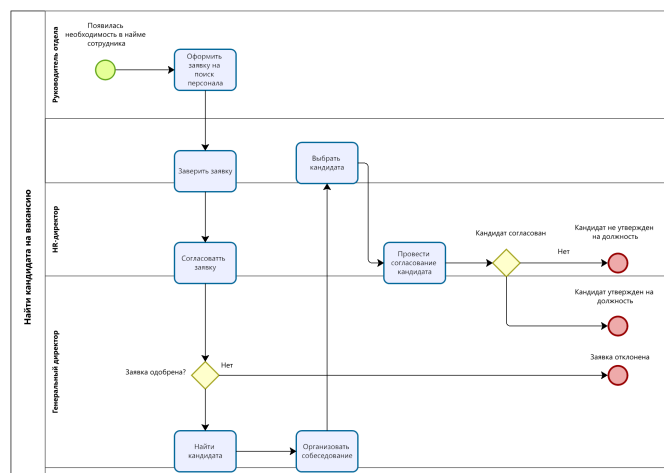 Найти кандидата на вакансию
Руководитель отдела
Появилась
необходимость в найме
сотрудника
Оформить
заявку на
поиск
персонала
Заверить заявку
Выбрать
кандидата
HR-директор
Согласоватть
заявку
Провести
согласование
кандидата
Кандидат согласован
Нет
Кандидат не утвержден
на должность
Кандидат утвержден на
должность
Генеральный директор
Заявка одобрена?
Нет
Заявка отклонена
Найти
кандидата
Организовать
собеседование